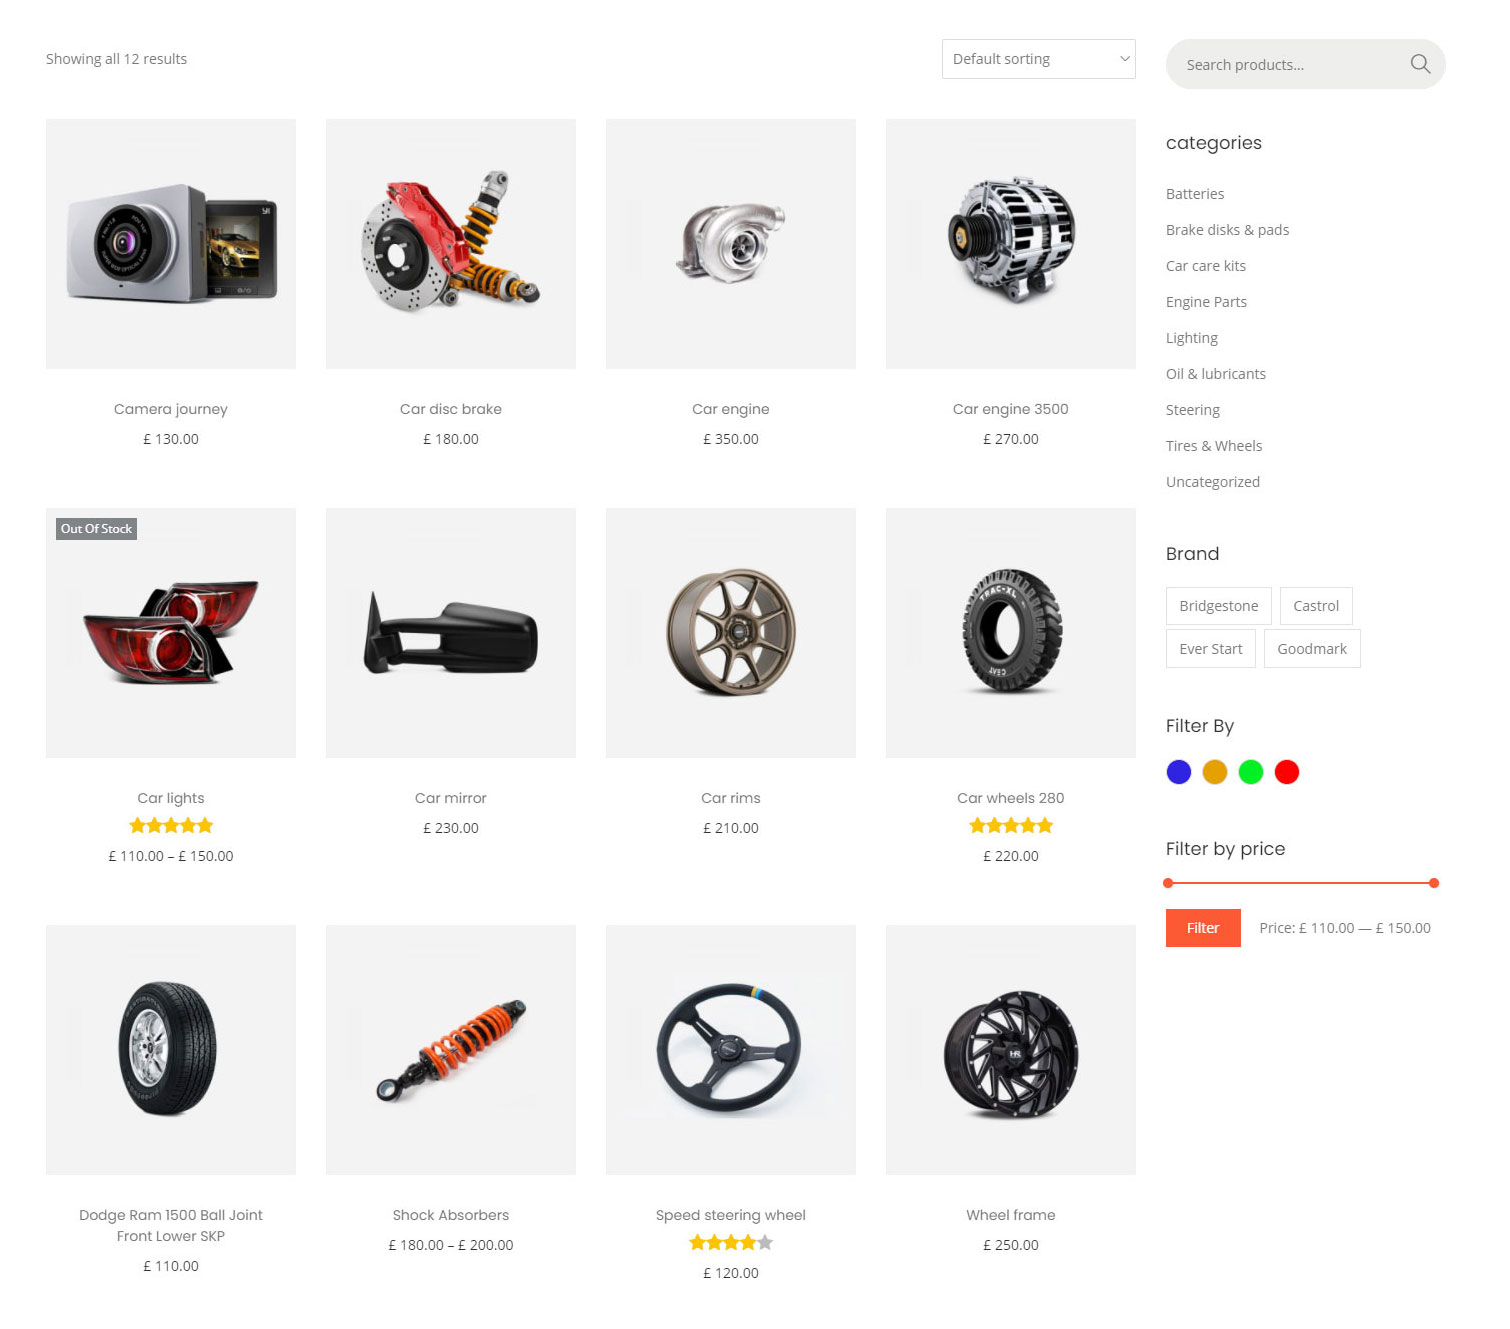 Showing all 12 results
Default sorting
Search products...
categories
Batteries
Brake disks & pads
Car care kits
Engine Parts
Lighting
Oil & lubricants
Steering
Tires & Wheels
Uncategorized
Brand
Bridgestone
Castrol
Ever Start
Goodmark
Filter By
Filter by price
Filter
Price: £ 110.00 — £ 150.00
Camera journey
£ 130.00
Car disc brake
£ 180.00
Car engine
£ 350.00
Car engine 3500
£ 270.00
Out Of Stock
Car lights
£ 110.00 – £ 150.00
Car mirror
£ 230.00
Car rims
£ 210.00
TRAC-XL
CEAT
Car wheels 280
£ 220.00
Dodge Ram 1500 Ball Joint
Front Lower SKP
£ 110.00
Shock Absorbers
£ 180.00 – £ 200.00
Speed steering wheel
£ 120.00
HR
Wheel frame
£ 250.00